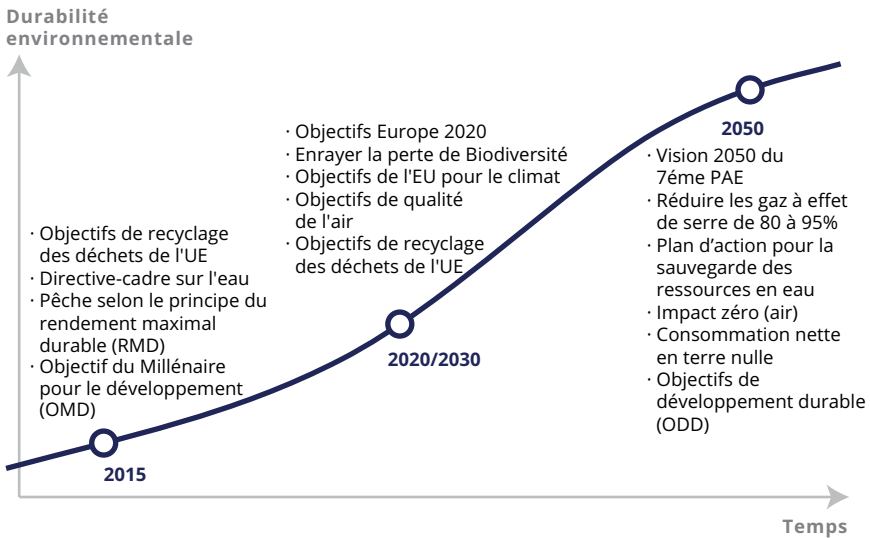 Durabilité
environnementale
· Objectifs de recyclage
des déchets de l'UE
· Directive-cadre sur l'eau
· Pêche selon le principe du
rendement maximal
durable (RMD)
· Objectif du Millénaire
pour le développement
(OMD)
2015
· Objectifs Europe 2020
· Enrayer la perte de Biodiversité
· Objectifs de l'EU pour le climat
· Objectifs de qualité
de l'air
· Objectifs de recyclage
des déchets de l'UE
2020/2030
2050
· Vision 2050 du
7éme PAE
· Réduire les gaz à effet
de serre de 80 à 95%
· Plan d’action pour la
sauvegarde des
ressources en eau
· Impact zéro (air)
· Consommation nette
en terre nulle
· Objectifs de
développement durable
(ODD)
Temps